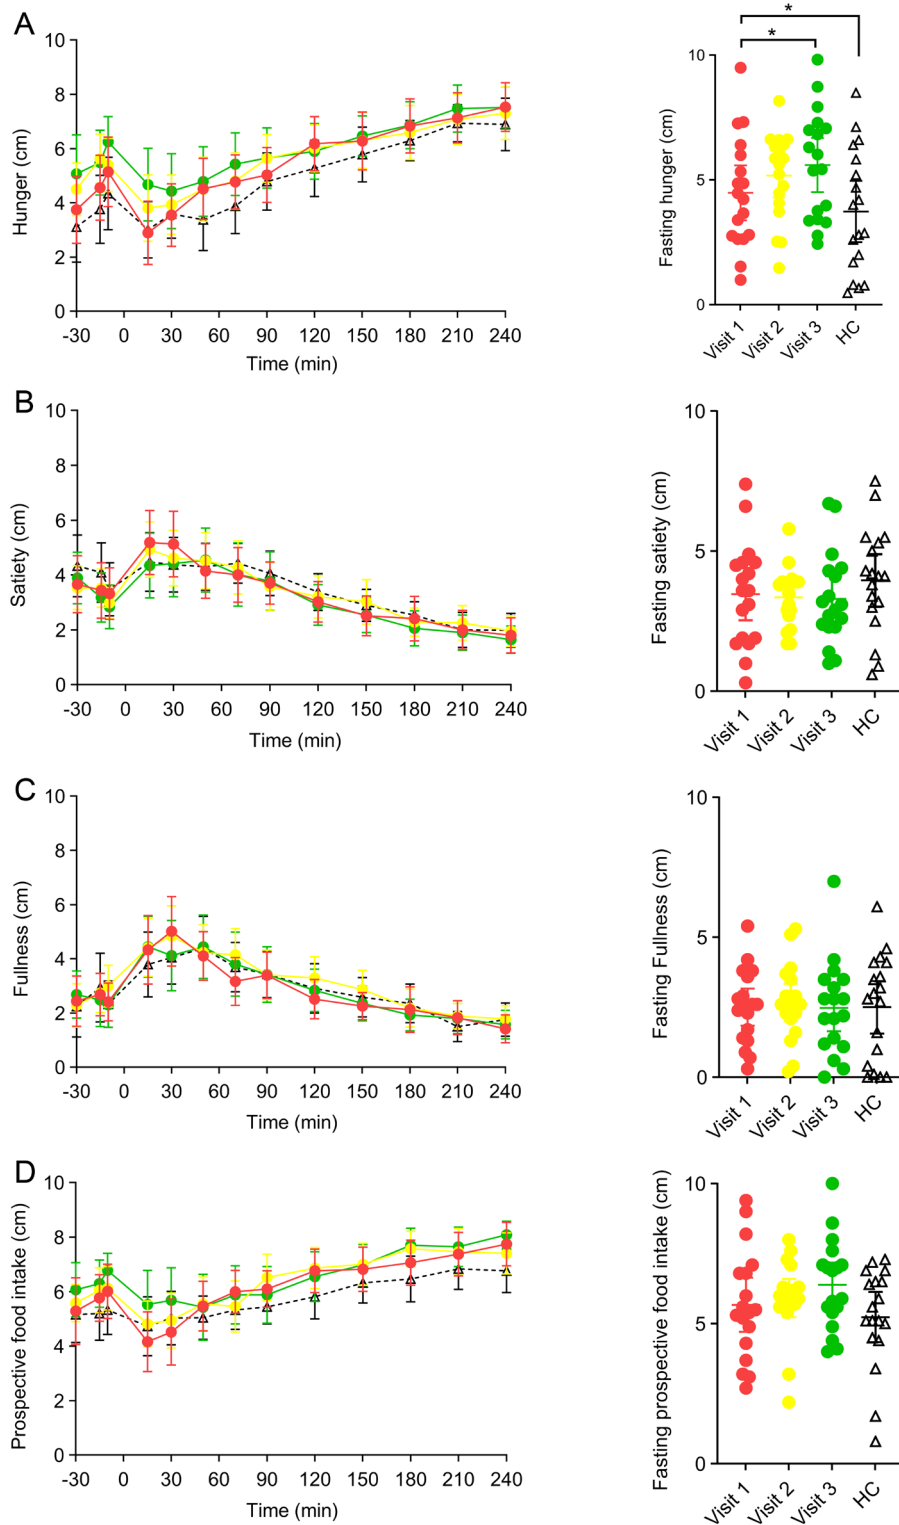 A
Hunger (cm)
10
8
6
4
2
0
-30 0 30 60 90 120 150 180 210 240
Time (min)
*
*
Fasting hunger (cm)
10
5
0
Visit 1 Visit 2 Visit 3 HC
B
Satiety (cm)
10
8
6
4
2
0
-30 0 30 60 90 120 150 180 210 240
Time (min)
Fasting satiety (cm)
10
5
0
Visit 1 Visit 2 Visit 3 HC
C
Fullness (cm)
10
8
6
4
2
0
-30 0 30 60 90 120 150 180 210 240
Time (min)
Fasting Fullness (cm)
10
5
0
Visit 1 Visit 2 Visit 3 HC
D
Prospective food intake (cm)
10
8
6
4
2
0
-30 0 30 60 90 120 150 180 210 240
Time (min)
Fasting prospective food intake (cm)
10
5
0
Visit 1 Visit 2 Visit 3 HC